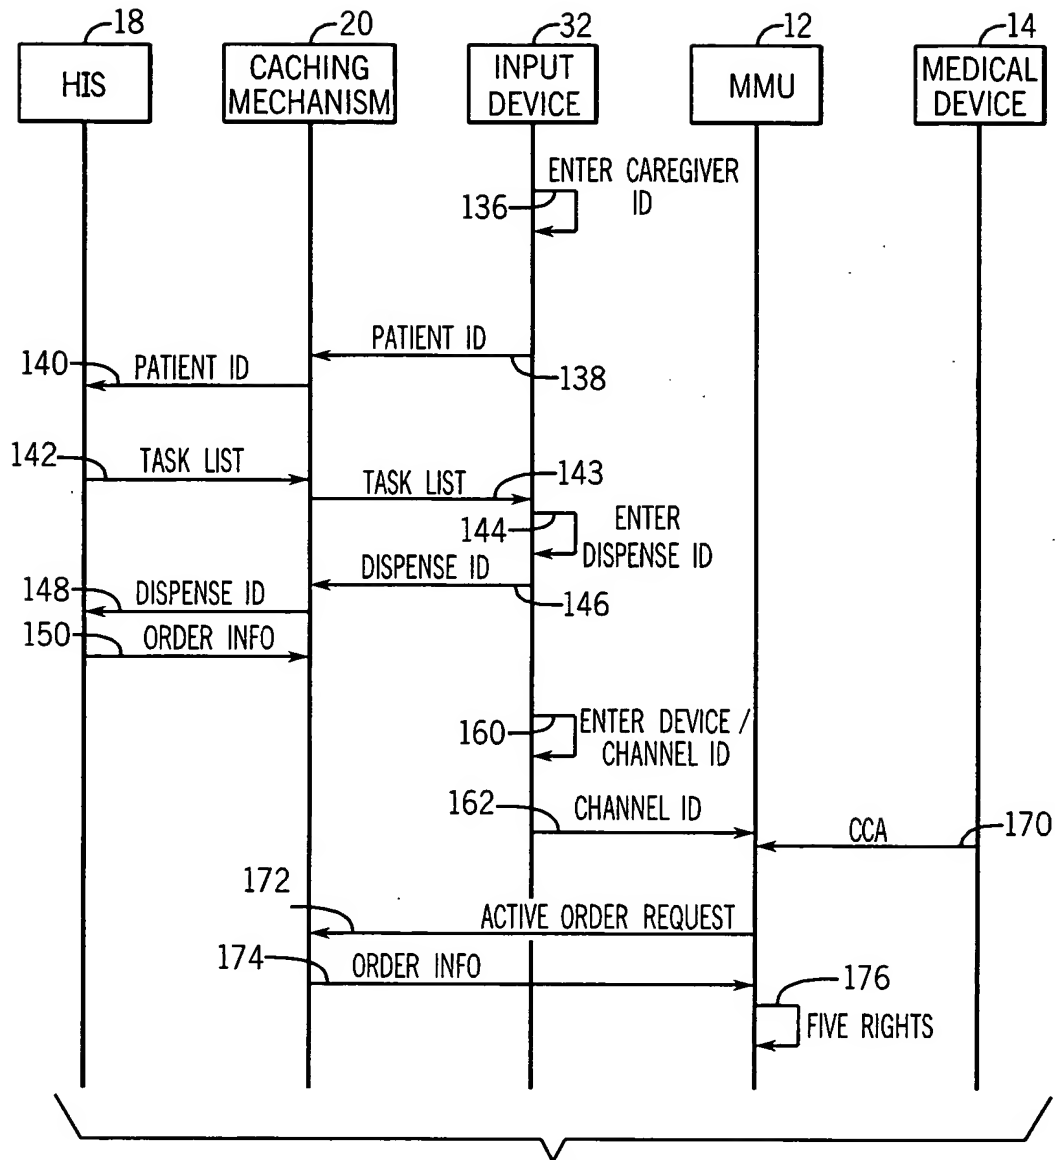 18 20 32 12 14
HIS
CACHING
MECHANISM
INPUT
DEVICE
MMU
MEDICAL
DEVICE
ENTER CAREGIVER
ID
136
PATIENT ID
138
140
PATIENT ID
142
TASK LIST
TASK LIST
143
144
ENTER
DISPENSE ID
DISPENSE ID
146
148
DISPENSE ID
150
ORDER INFO
160
ENTER DEVICE /
CHANNEL ID
162
CHANNEL ID
CCA
170
172
ACTIVE ORDER REQUEST
174
ORDER INFO
176
FIVE RIGHTS